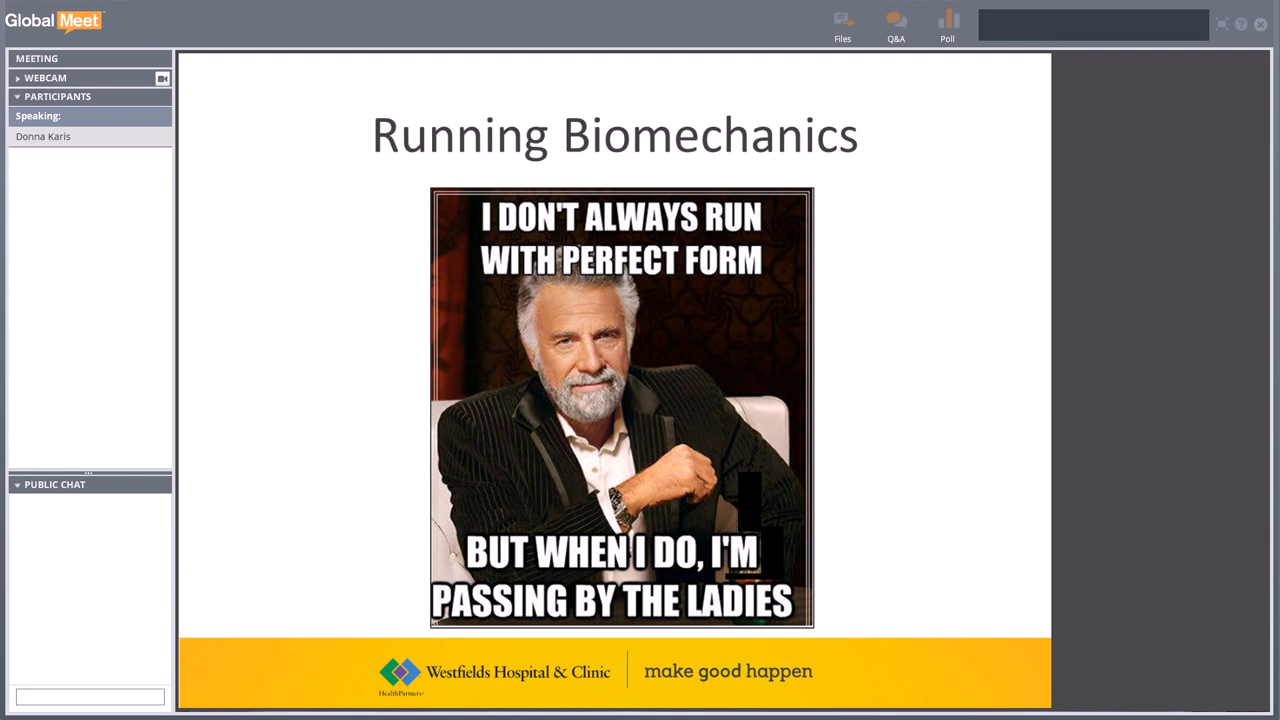 Global Meet
Files
Q&A
Poll
MEETING
WEBCAM
PARTICIPANTS
Speaking:
Donna Karis
PUBLIC CHAT
Running Biomechanics
I DON'T ALWAYS RUN
WITH PERFECT FORM
BUT WHEN I DO, I'M
PASSING BY THE LADIES
Westfields Hospital & Clinic
HealthPartners
make good happen